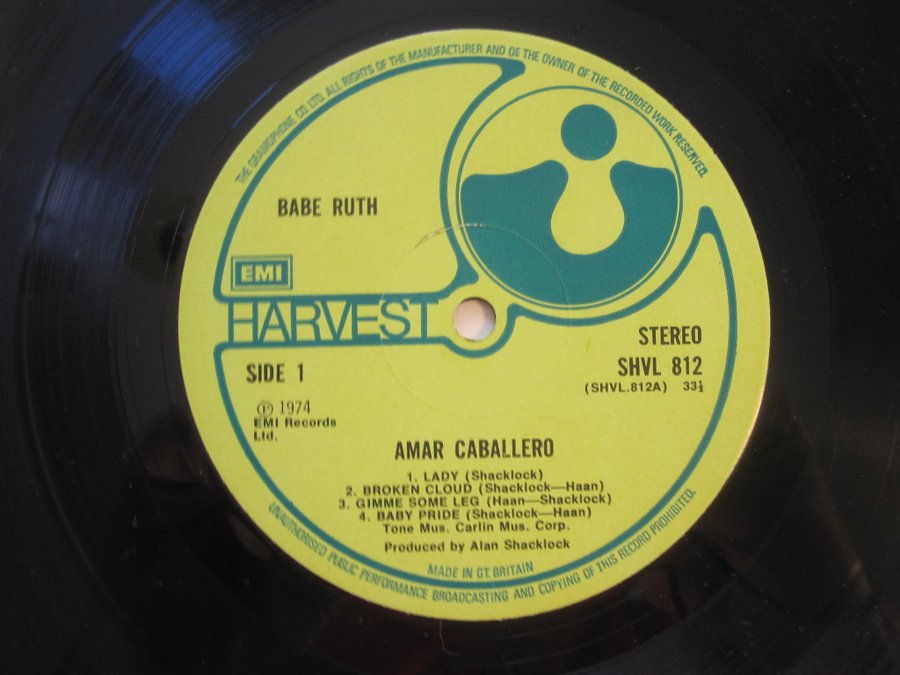 THE GRAMOPHONE CO. LTD. ALL RIGHTS OF THE MANUFACTURER AND OF THE OWNER OF THE RECORDED WORK RESERVED.
BABE RUTH
EMI
HARVEST
STEREO
SIDE 1
SHVL 812
(SHVL.812A) 33⅓
Ⓟ 1974
EMI Records
Ltd.
AMAR CABALLERO
1. LADY (Shacklock)
2. BROKEN CLOUD (Shacklock—Haan)
3. GIMME SOME LEG (Haan—Shacklock)
4. BABY PRIDE (Shacklock—Haan)
Tone Mus. Carlin Mus. Corp.
Produced by Alan Shacklock
MADE IN GT. BRITAIN
UNAUTHORISED PUBLIC PERFORMANCE BROADCASTING AND COPYING OF THIS RECORD PROHIBITED.